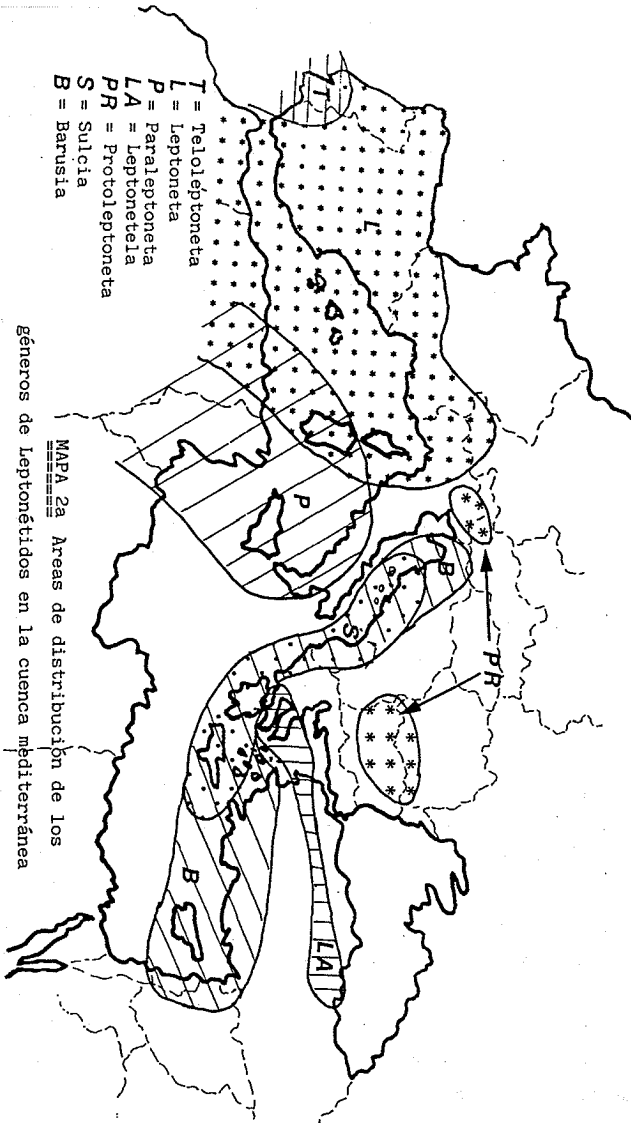 T
L
P
B
S
PR
B
LA
T = Teloléptoneta
L = Leptoneta
P = Paraleptoneta
LA = Leptonetela
PR = Protoleptoneta
S = Sulcia
B = Barusia
MAPA 2a Areas de distribución de los
géneros de Leptonétidos en la cuenca mediterránea